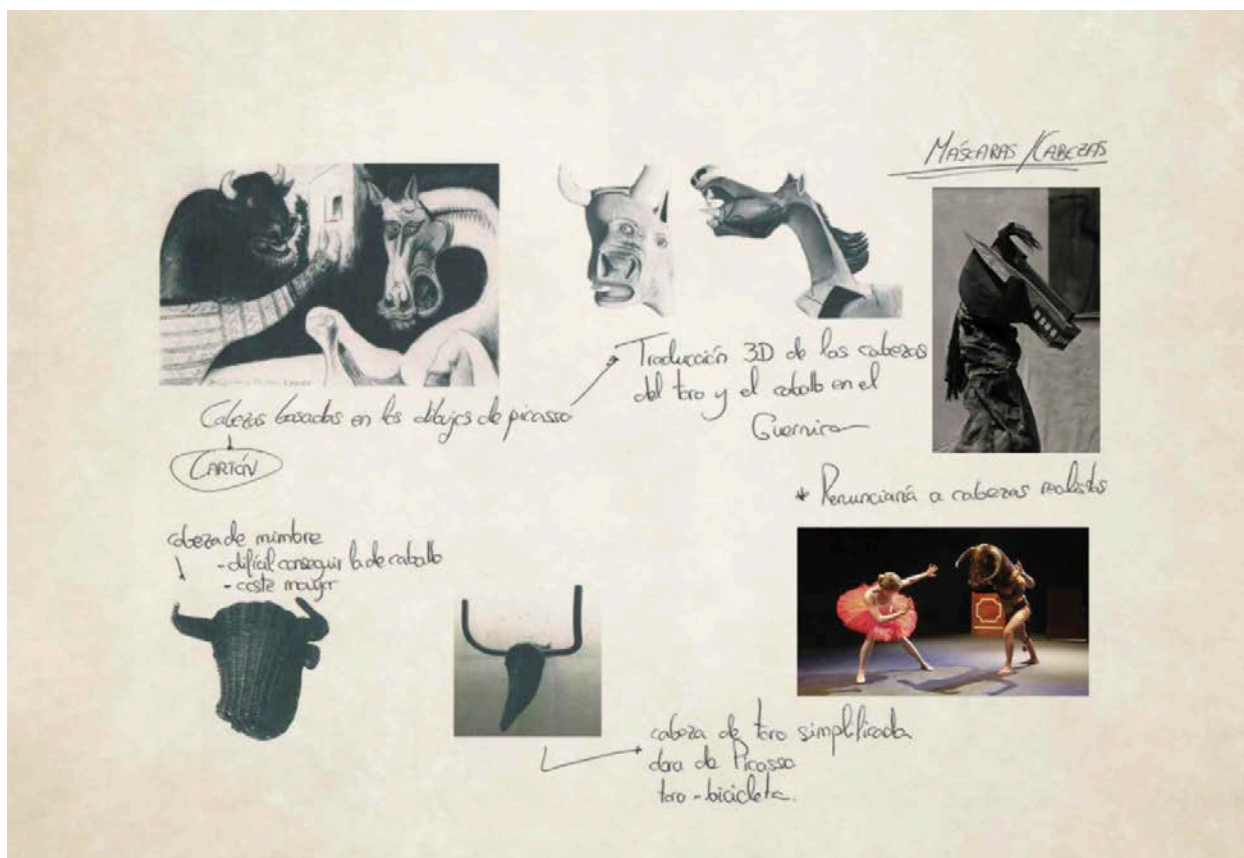 MÁSCARAS / CABEZAS
Cabezas basadas en los dibujos de picasso
CARTÓN
Traducción 3D de las cabezas
del toro y el caballo en el
Guernica
* Renunciaría a cabezas realistas
cabeza de mimbre
- difícil conseguir la de caballo
- coste mayor
cabeza de toro simplificada
de Picasso
toro - bicicleta.